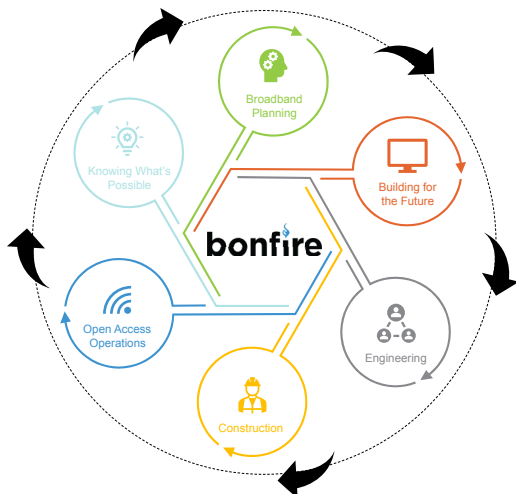 Broadband
Planning
Knowing What's
Possible
Building for
the Future
bonfire
Open Access
Operations
Engineering
Construction